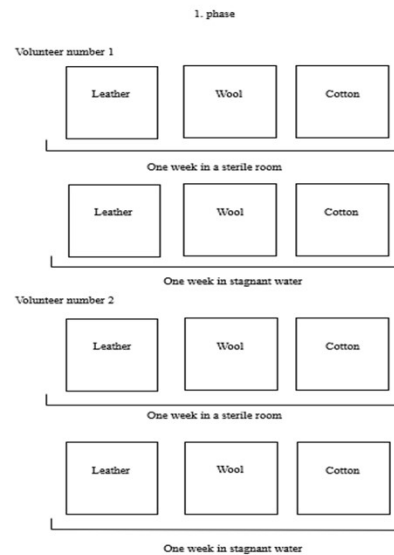 1. phase
Volunteer number 1
Leather Wool Cotton
One week in a sterile room
Leather Wool Cotton
One week in stagnant water
Volunteer number 2
Leather Wool Cotton
One week in a sterile room
Leather Wool Cotton
One week in stagnant water